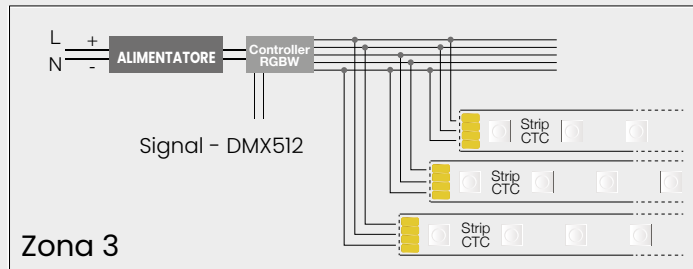 L +
N -
ALIMENTATORE
Controller
RGBW
Signal - DMX512
Strip
CTC
Strip
CTC
Strip
CTC
Zona 3